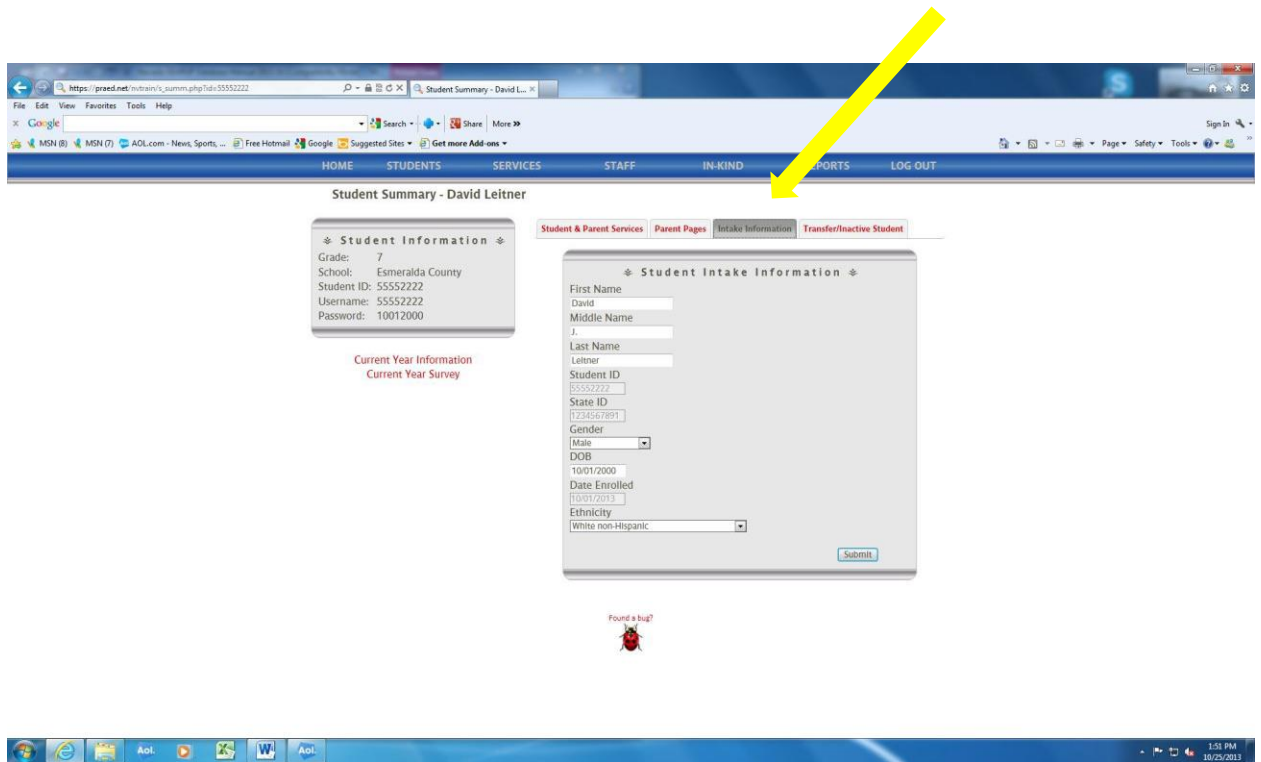 https://praed.net/nvtrain/s_summ.php?id=55552222
Student Summary - David L...
File Edit View Favorites Tools Help
x Google Search Share More »
Sign In
MSN (8) MSN (7) AOL.com - News, Sports, ... Free Hotmail Google Suggested Sites Get more Add-ons
Page Safety Tools
HOME STUDENTS SERVICES STAFF IN-KIND EPORTS LOG OUT
Student Summary - David Leitner
Student & Parent Services Parent Pages Intake Information Transfer/Inactive Student
Student Information
Grade: 7
School: Esmeralda County
Student ID: 55552222
Username: 55552222
Password: 10012000
Current Year Information
Current Year Survey
Student Intake Information
First Name
David
Middle Name
J.
Last Name
Leitner
Student ID
55552222
State ID
1234567891
Gender
Male
DOB
10/01/2000
Date Enrolled
10/01/2013
Ethnicity
White non-Hispanic
Submit
Found a bug?
Aol. W Aol.
1:51 PM
10/25/2013